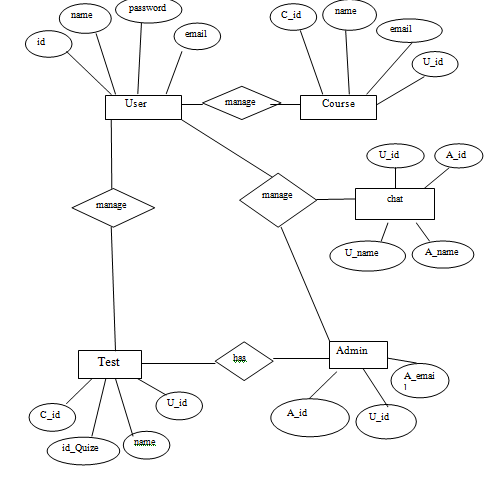 password
name
C_id
name
id
email
email
U_id
User
manage
Course
U_id
A_id
manage
manage
chat
U_name
A_name
Test
has
Admin
A_emai
l
C_id
U_id
A_id
U_id
id_Quize
name